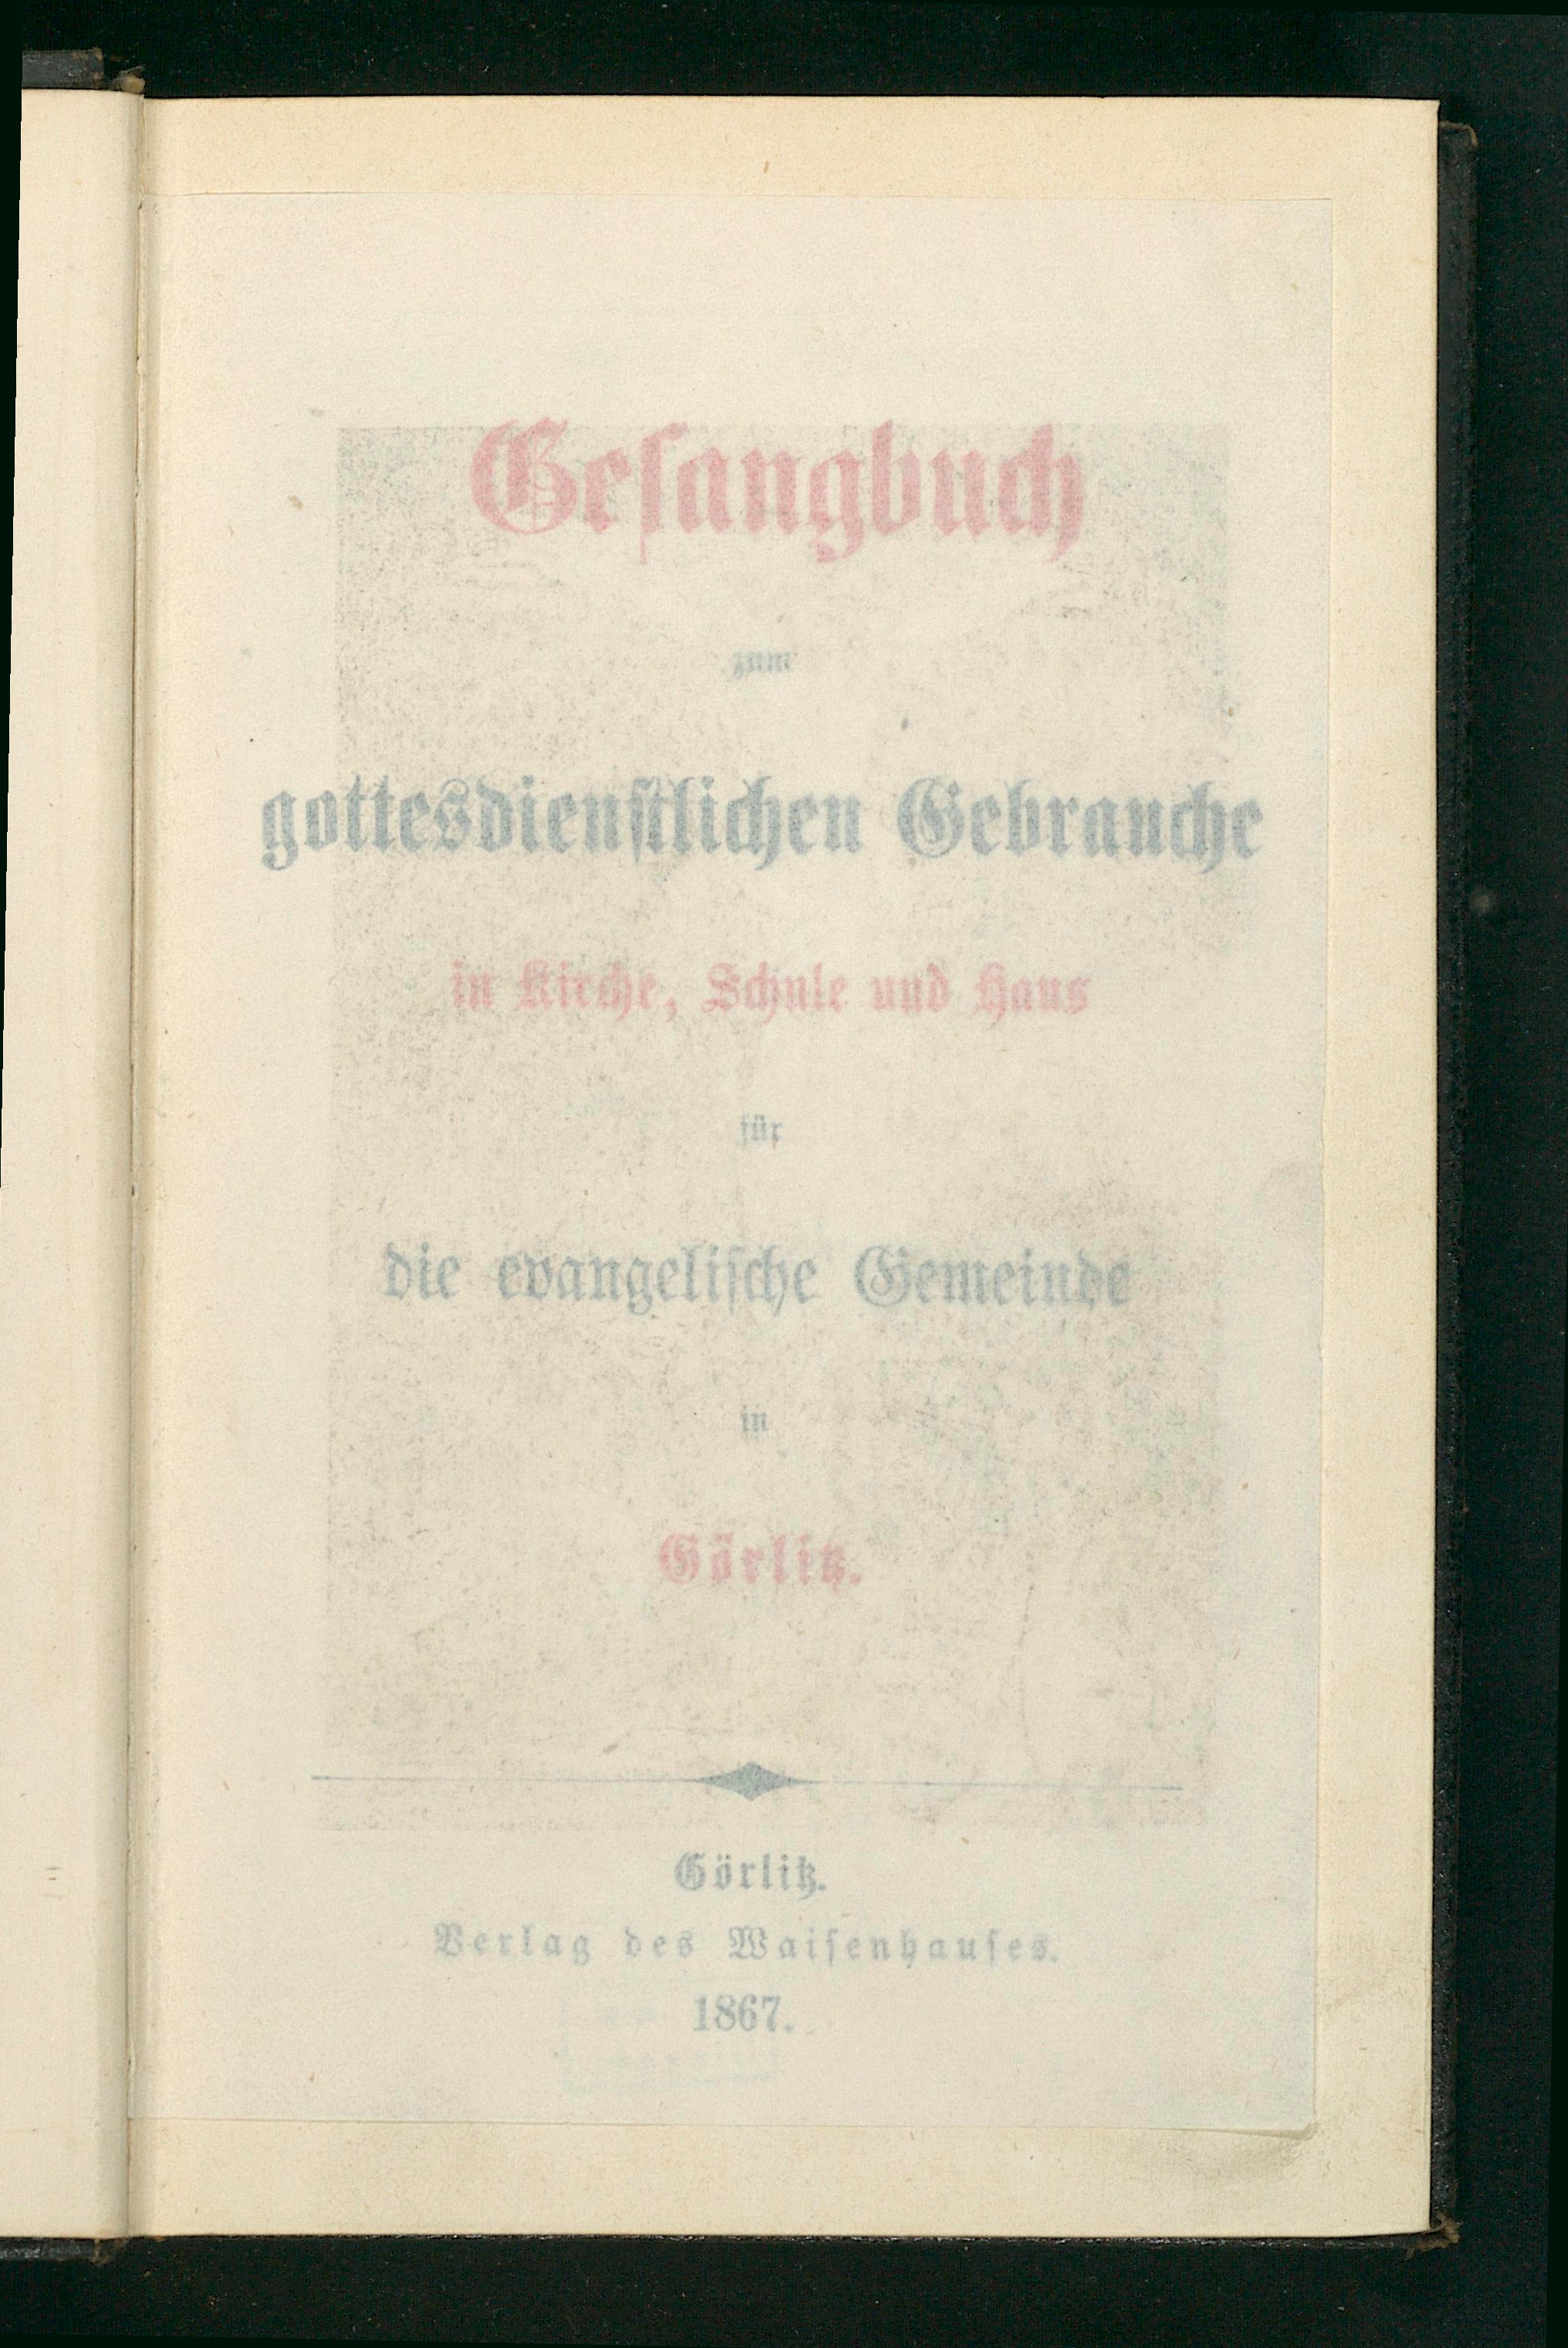 Gesangbuch
zum
gottesdienstlichen Gebrauche
in Kirche, Schule und Haus
für
die evangelische Gemeinde
in
Görlitz.
Görlitz.
Verlag des Waisenhauses.
1867.